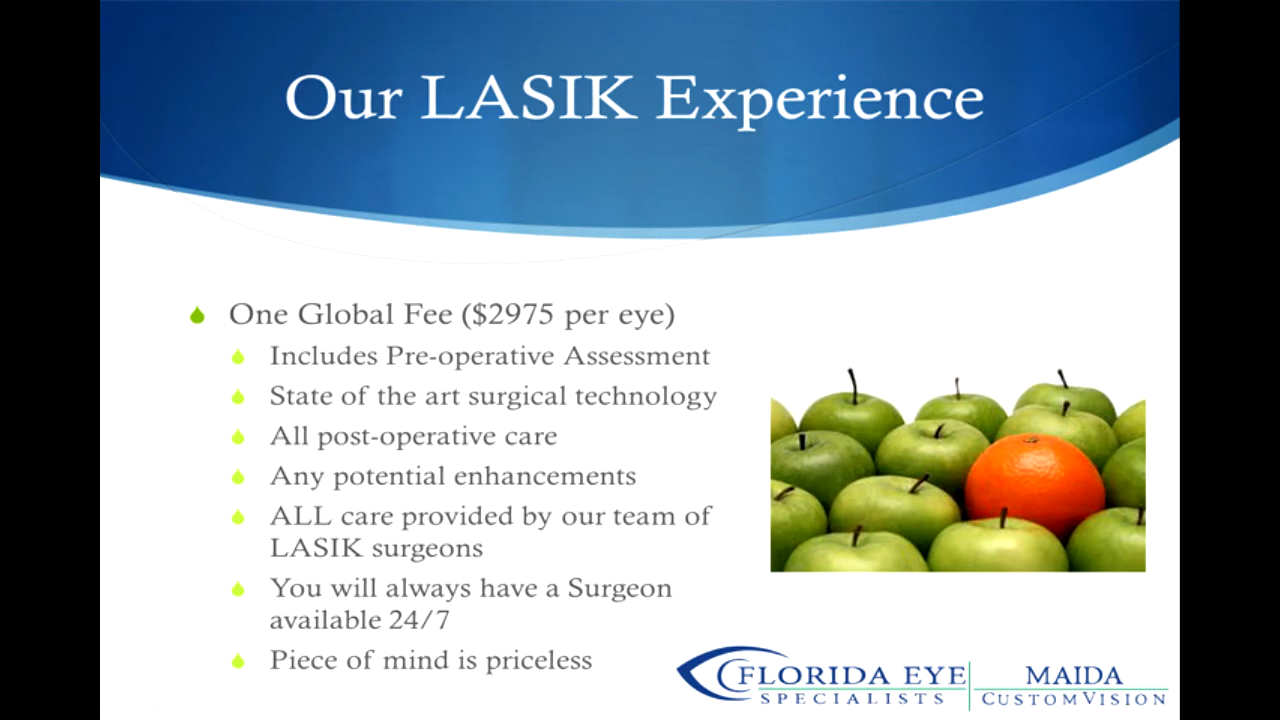 Our LASIK Experience
One Global Fee ($2975 per eye)
Includes Pre-operative Assessment
State of the art surgical technology
All post-operative care
Any potential enhancements
ALL care provided by our team of
LASIK surgeons
You will always have a Surgeon
available 24/7
Piece of mind is priceless
FLORIDA EYE
SPECIALISTS
MAIDA
CUSTOMVISION